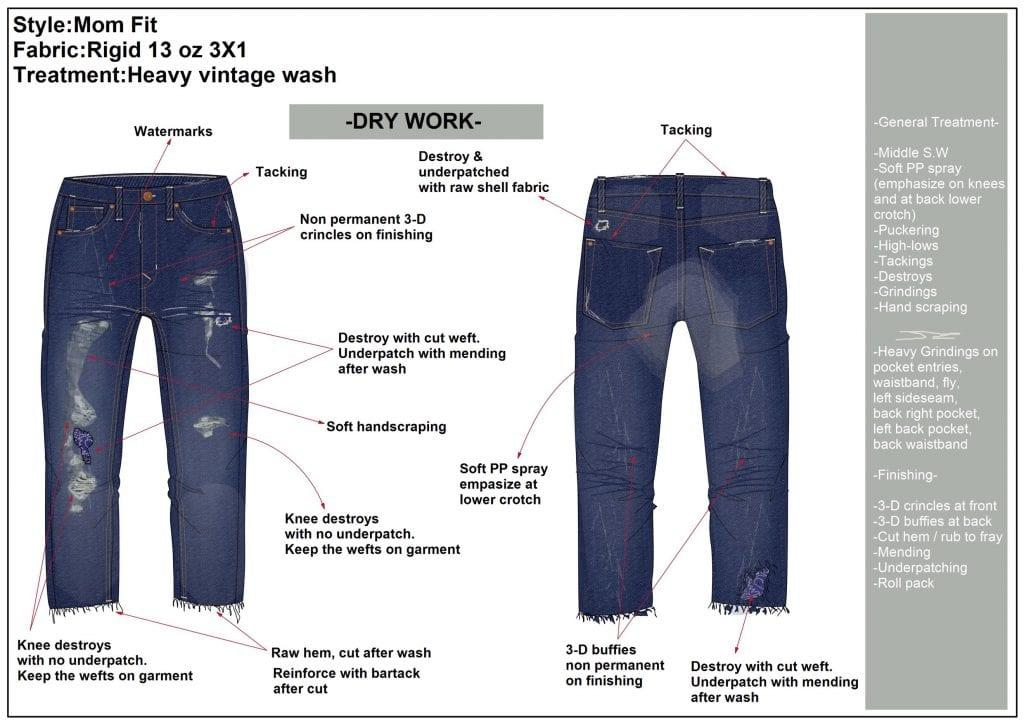 Style:Mom Fit
Fabric:Rigid 13 oz 3X1
Treatment:Heavy vintage wash
-DRY WORK-
Watermarks
Tacking
Non permanent 3-D
crincles on finishing
Destroy with cut weft.
Underpatch with mending
after wash
Soft handscraping
Knee destroys
with no underpatch.
Keep the wefts on garment
Knee destroys
with no underpatch.
Keep the wefts on garment
Raw hem, cut after wash
Reinforce with bartack
after cut
Tacking
Destroy &
underpatched
with raw shell fabric
Soft PP spray
empasize at
lower crotch
3-D buffies
non permanent
on finishing
Destroy with cut weft.
Underpatch with mending
after wash
-General Treatment-
-Middle S.W
-Soft PP spray
(emphasize on knees
and at back lower
crotch)
-Puckering
-High-lows
-Tackings
-Destroys
-Grindings
-Hand scraping
-Heavy Grindings on
pocket entries,
waistband, fly,
left sideseam,
back right pocket,
left back pocket,
back waistband
-Finishing-
-3-D crincles at front
-3-D buffies at back
-Cut hem / rub to fray
-Mending
-Underpatching
-Roll pack